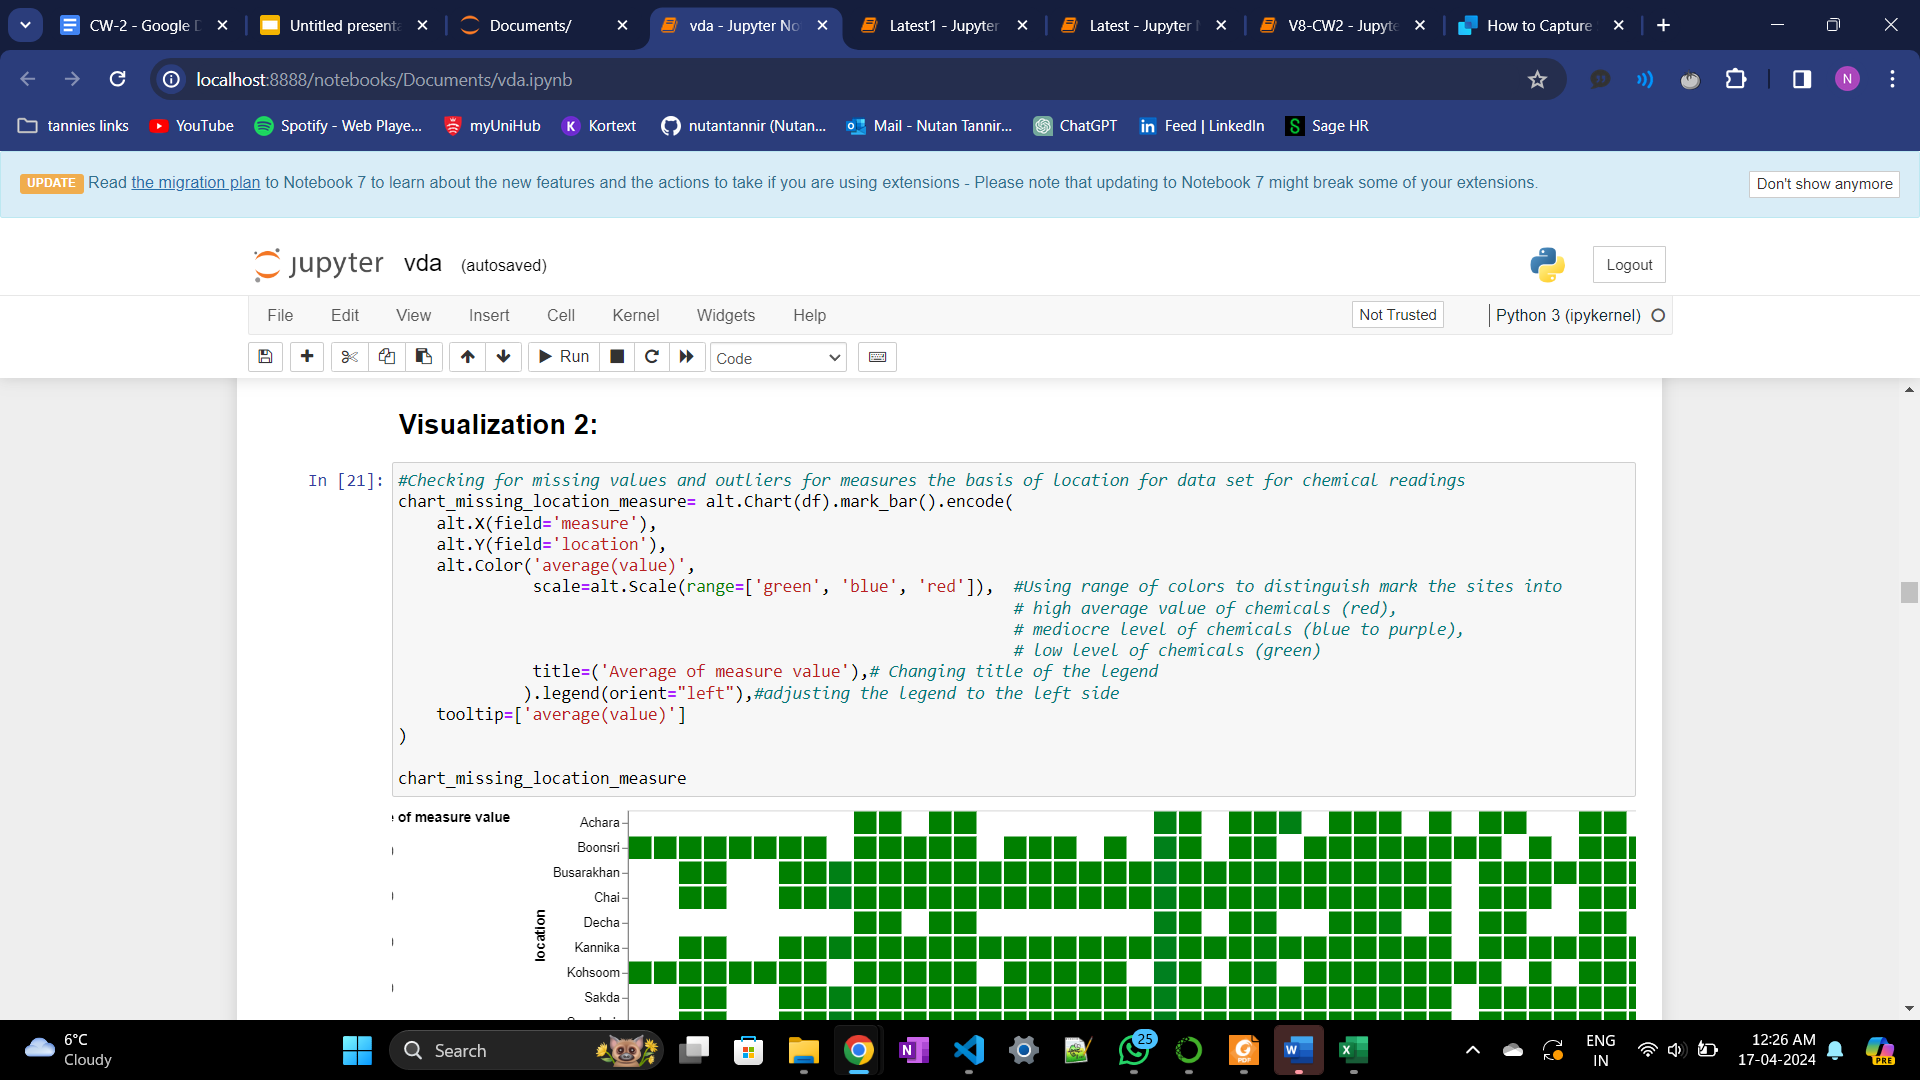 CW-2 - Google D
Untitled presenta
Documents/
vda - Jupyter No
Latest1 - Jupyter
Latest - Jupyter N
V8-CW2 - Jupyte
How to Capture
localhost:8888/notebooks/Documents/vda.ipynb
N
tannies links
YouTube
Spotify - Web Playe...
myUniHub
K Kortext
nutantannir (Nutan...
Mail - Nutan Tannir...
ChatGPT
in Feed | LinkedIn
S Sage HR
UPDATE Read the migration plan to Notebook 7 to learn about the new features and the actions to take if you are using extensions - Please note that updating to Notebook 7 might break some of your extensions.
Don't show anymore
jupyter vda (autosaved)
Logout
File Edit View Insert Cell Kernel Widgets Help
Not Trusted
Python 3 (ipykernel)
Run
Code
Visualization 2:
In [21]:
#Checking for missing values and outliers for measures the basis of location for data set for chemical readings
chart_missing_location_measure= alt.Chart(df).mark_bar().encode(
    alt.X(field='measure'),
    alt.Y(field='location'),
    alt.Color('average(value)',
              scale=alt.Scale(range=['green', 'blue', 'red']),  #Using range of colors to distinguish mark the sites into
                                                                # high average value of chemicals (red),
                                                                # mediocre level of chemicals (blue to purple),
                                                                # low level of chemicals (green)
              title=('Average of measure value'),# Changing title of the legend
             ).legend(orient="left"),#adjusting the legend to the left side
    tooltip=['average(value)']
)
chart_missing_location_measure
of measure value
location
Achara
Boonsri
Busarakhan
Chai
Decha
Kannika
Kohsoom
Sakda
6°C
Cloudy
Search
N
25
PDF
W
X
ENG
IN
12:26 AM
17-04-2024
PRE